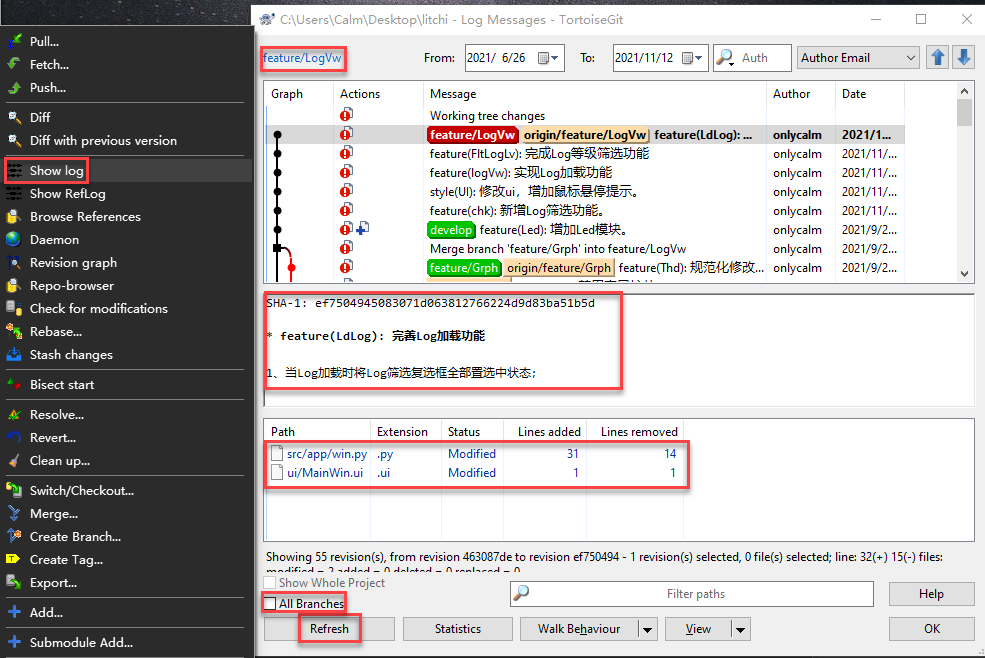 C:\Users\Calm\Desktop\litchi - Log Messages - TortoiseGit
Pull...
Fetch...
Push...
Diff
Diff with previous version
Show log
Show RefLog
Browse References
Daemon
Revision graph
Repo-browser
Check for modifications
Rebase...
Stash changes
Bisect start
Resolve...
Revert...
Clean up...
Switch/Checkout...
Merge...
Create Branch...
Create Tag...
Export...
Add...
Submodule Add...
feature/LogVw From: 2021/ 6/26 To: 2021/11/12 Auth Author Email
Graph Actions Message Author Date
Working tree changes
feature/LogVw origin/feature/LogVw feature(LdLog): ... onlycalm 2021/1...
feature(FltLogLv): 完成Log等级筛选功能 onlycalm 2021/11/...
feature(logVw): 实现Log加载功能 onlycalm 2021/11/...
style(UI): 修改ui，增加鼠标悬停提示。 onlycalm 2021/11/...
feature(chk): 新增Log筛选功能。 onlycalm 2021/11/...
develop feature(Led): 增加Led模块。 onlycalm 2021/9/2...
Merge branch 'feature/Grph' into feature/LogVw onlycalm 2021/9/2...
feature/Grph origin/feature/Grph feature(Thd): 规范化修改... onlycalm 2021/9/2...
SHA-1: ef7504945083071d063812766224d9d83ba51b5d
* feature(LdLog): 完善Log加载功能
1、当Log加载时将Log筛选复选框全部置选中状态;
Path Extension Status Lines added Lines removed
src/app/win.py .py Modified 31 14
ui/MainWin.ui .ui Modified 1 1
Showing 55 revision(s), from revision 463087de to revision ef750494 - 1 revision(s) selected, 0 file(s) selected; line: 32(+) 15(-) files:
modified = 2 added = 0 deleted = 0 replaced = 0
Show Whole Project
All Branches
Filter paths
Help
Refresh Statistics Walk Behaviour View OK